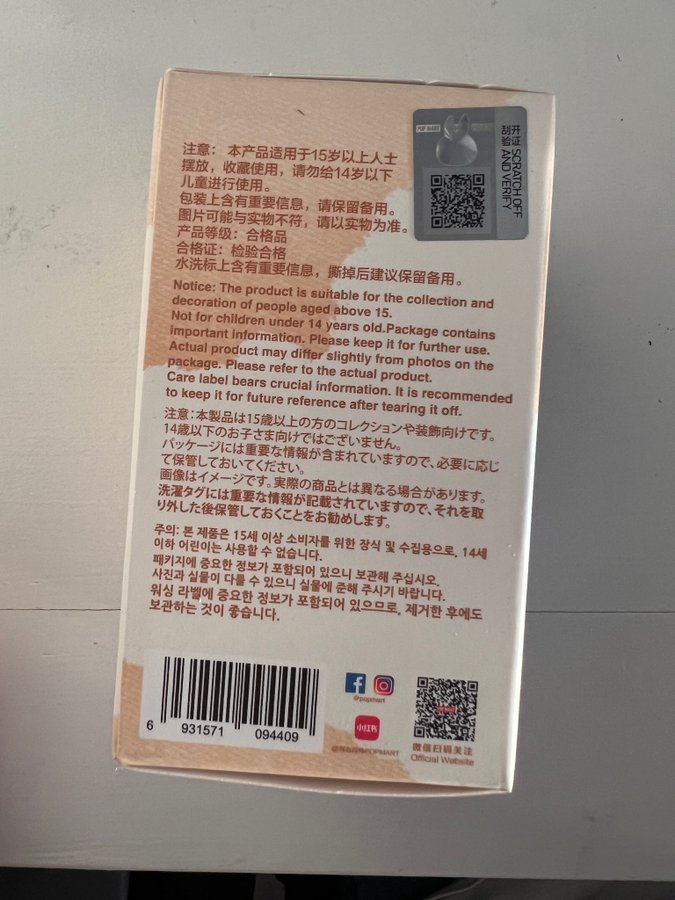 注意：本产品适用于15岁以上人士
摆放，收藏使用，请勿给14岁以下
儿童进行使用。
包装上含有重要信息，请保留备用。
图片可能与实物不符，请以实物为准。
产品等级：合格品
合格证：检验合格
水洗标上含有重要信息，撕掉后建议保留备用。
POP MART
刮开涂层 SCRATCH OFF
AND VERIFY
Notice: The product is suitable for the collection and
decoration of people aged above 15.
Not for children under 14 years old.Package contains
important information. Please keep it for further use.
Actual product may differ slightly from photos on the
package. Please refer to the actual product.
Care label bears crucial information. It is recommended
to keep it for future reference after tearing it off.
注意：本製品は15歳以上の方のコレクションや装飾向けです。
14歳以下のお子さま向けではございません。
パッケージには重要な情報が含まれていますので、必要に応じ
て保管しておいてください。
画像はイメージです。実際の商品とは異なる場合があります。
洗濯タグには重要な情報が記載されていますので、それを取
り外した後保管しておくことをお勧めします。
주의: 본 제품은 15세 이상 소비자를 위한 장식 및 수집용으로, 14세
이하 어린이는 사용할 수 없습니다.
패키지에 중요한 정보가 포함되어 있으니 보관해 주십시오.
사진과 실물이 다를 수 있으니 실물에 준해 주시기 바랍니다.
워싱 라벨에 중요한 정보가 포함되어 있으므로, 제거한 후에도
보관하는 것이 좋습니다.
6 931571 094409
@popmart
小红书
@泡泡玛特POPMART
微信扫码关注
Official Website